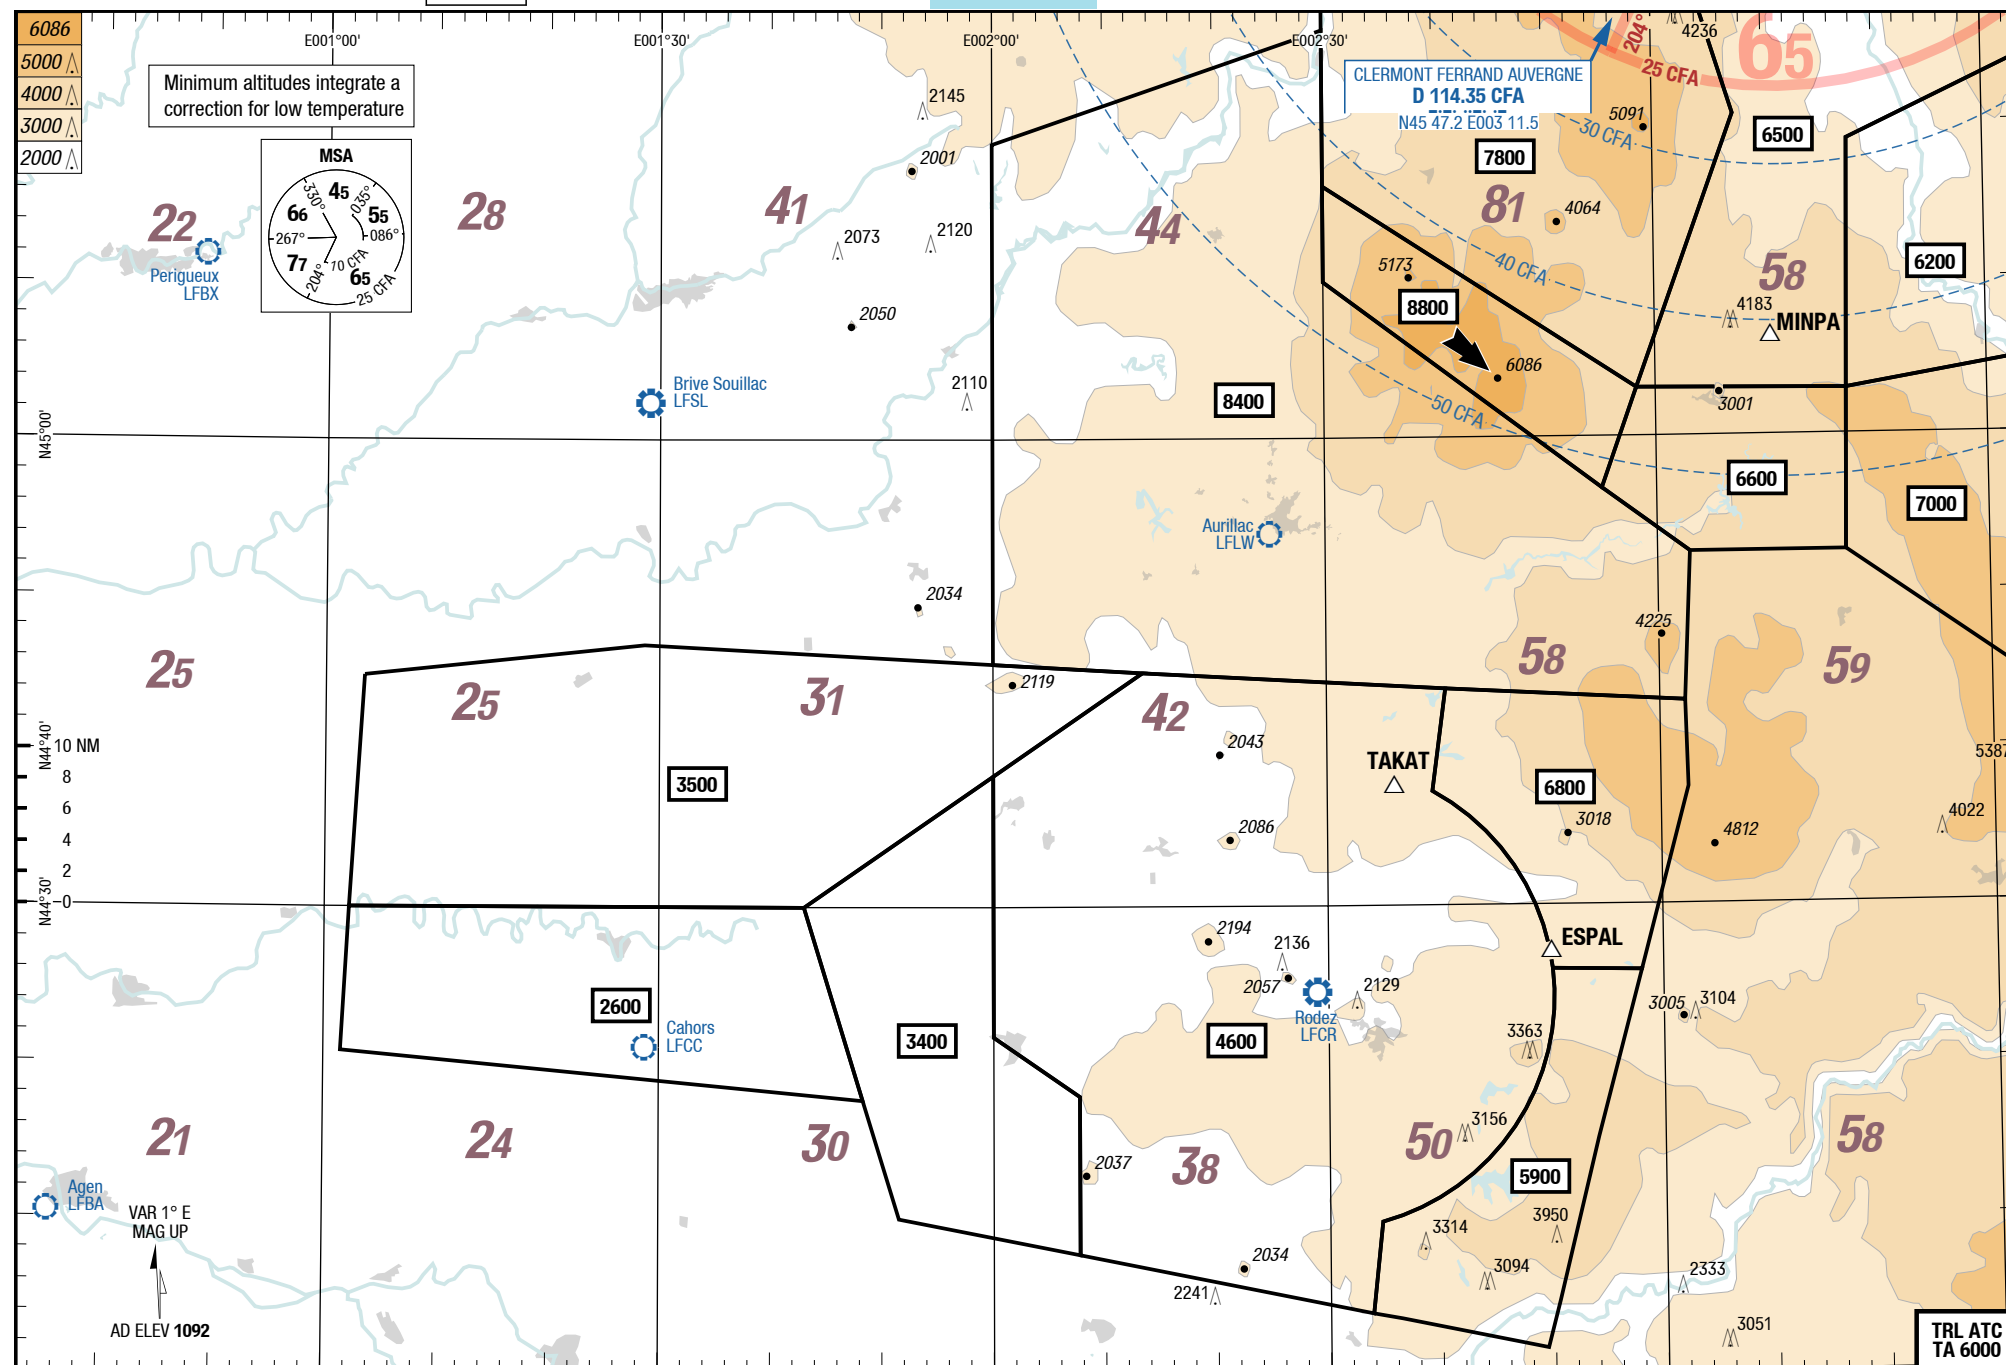 6086
5000
4000
3000
2000
E001°00'
E001°30'
E002°00'
E002°30'
Minimum altitudes integrate a
correction for low temperature
MSA
330°
45
035°
66
55
267°
086°
77
70 CFA
204°
65
25 CFA
204°
4236
65
25 CFA
CLERMONT FERRAND AUVERGNE
D 114.35 CFA
N45 47.2 E003 11.5
30 CFA
5091
6500
7800
2145
2001
22
28
41
44
81
4064
2073
2120
Perigueux
LFBX
5173
40 CFA
58
6200
8800
4183
MINPA
2050
6086
Brive Souillac
LFSL
2110
8400
50 CFA
3001
N45°00'
6600
7000
Aurillac
LFLW
2034
4225
25
25
31
2119
42
58
59
N44°40'
10 NM
8
6
4
2
0
N44°30'
3500
2043
TAKAT
6800
5387
2086
3018
4812
4022
2194
2136
2057
ESPAL
2600
Cahors
LFCC
3400
4600
Rodez
LFCR
2129
3363
3005
3104
21
24
30
2037
38
50
3156
58
5900
Agen
LFBA
VAR 1° E
MAG UP
AD ELEV 1092
3314
3950
2034
3094
2241
2333
3051
TRL ATC
TA 6000